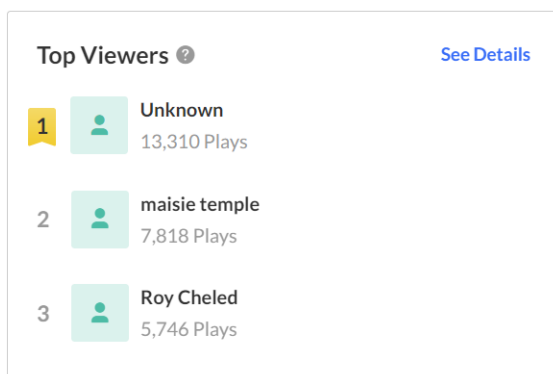 Top Viewers ?
See Details
1
Unknown
13,310 Plays
2
maisie temple
7,818 Plays
3
Roy Cheled
5,746 Plays